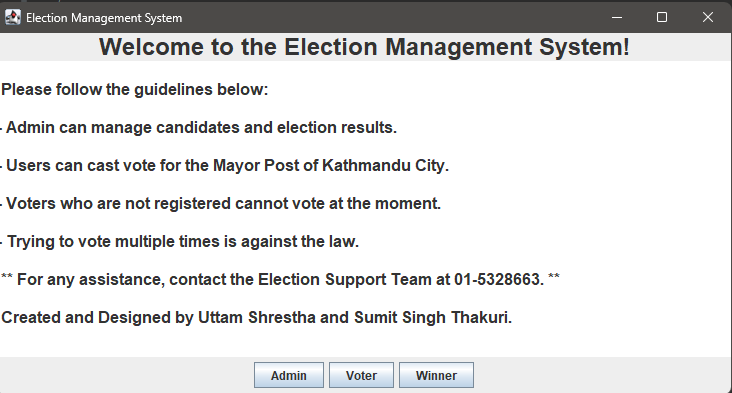 Election Management System
Welcome to the Election Management System!
Please follow the guidelines below:
- Admin can manage candidates and election results.
- Users can cast vote for the Mayor Post of Kathmandu City.
- Voters who are not registered cannot vote at the moment.
- Trying to vote multiple times is against the law.
** For any assistance, contact the Election Support Team at 01-5328663. **
Created and Designed by Uttam Shrestha and Sumit Singh Thakuri.
Admin Voter Winner